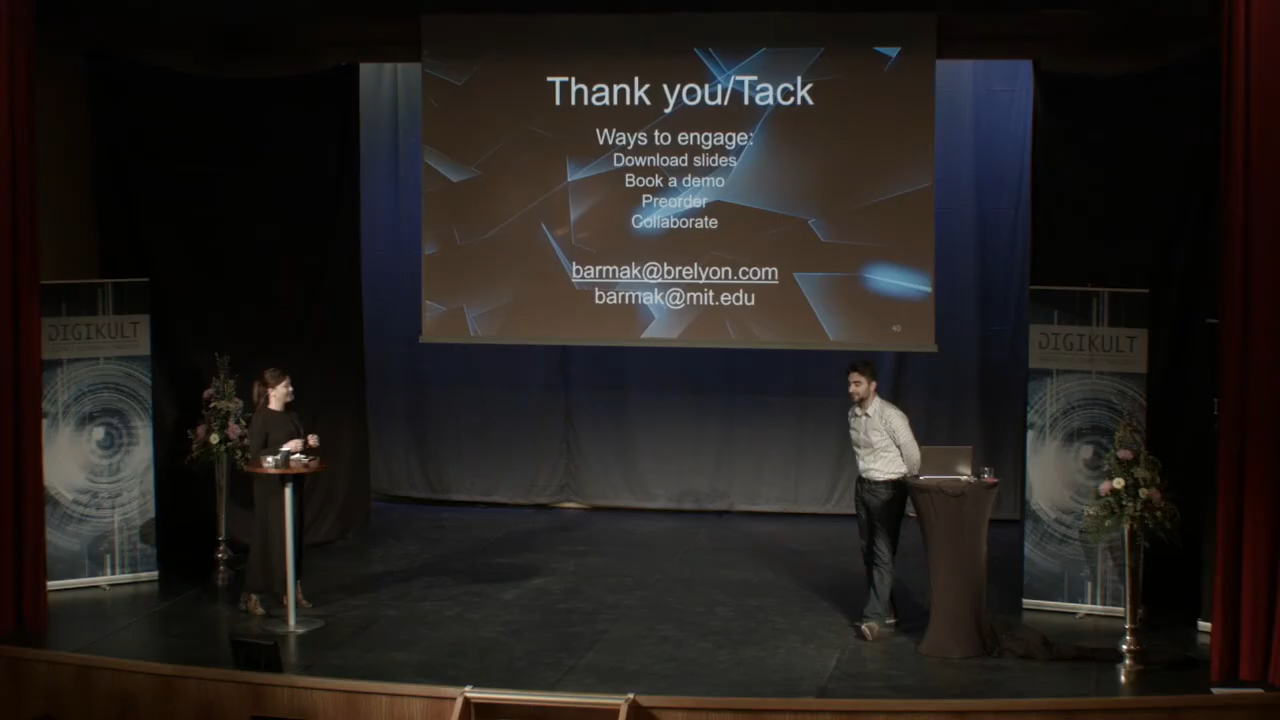 Thank you/Tack
Ways to engage:
Download slides
Book a demo
Preorder
Collaborate
barmak@brelyon.com
barmak@mit.edu
40
DIGIKULT
DIGIKULT